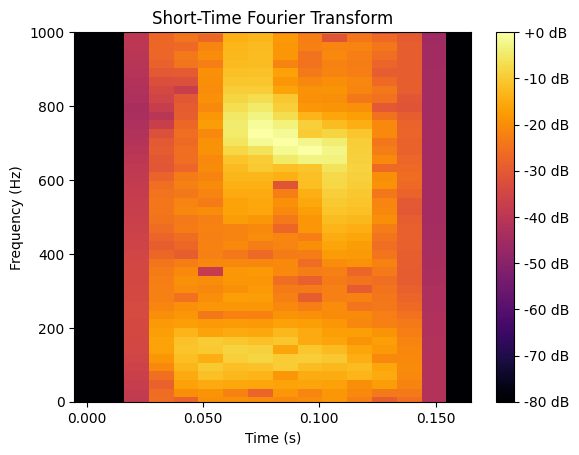 Short-Time Fourier Transform
1000
800
600
400
200
0
Frequency (Hz)
0.000
0.050
0.100
0.150
Time (s)
+0 dB
-10 dB
-20 dB
-30 dB
-40 dB
-50 dB
-60 dB
-70 dB
-80 dB